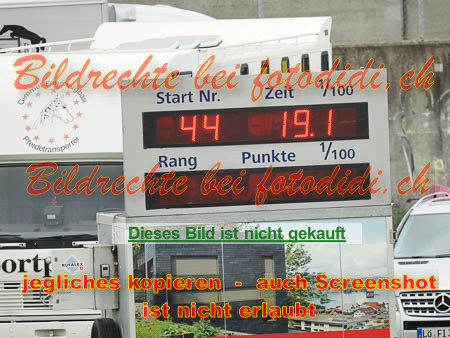 Bildrechte bei fotodidi.ch
Start Nr. Zeit 1/100
44 19.1
Rang Punkte 1/100
Pferdetransporter
Bildrechte bei fotodidi.ch
Dieses Bild ist nicht gekauft
jegliches kopieren - auch Screenshot
ist nicht erlaubt